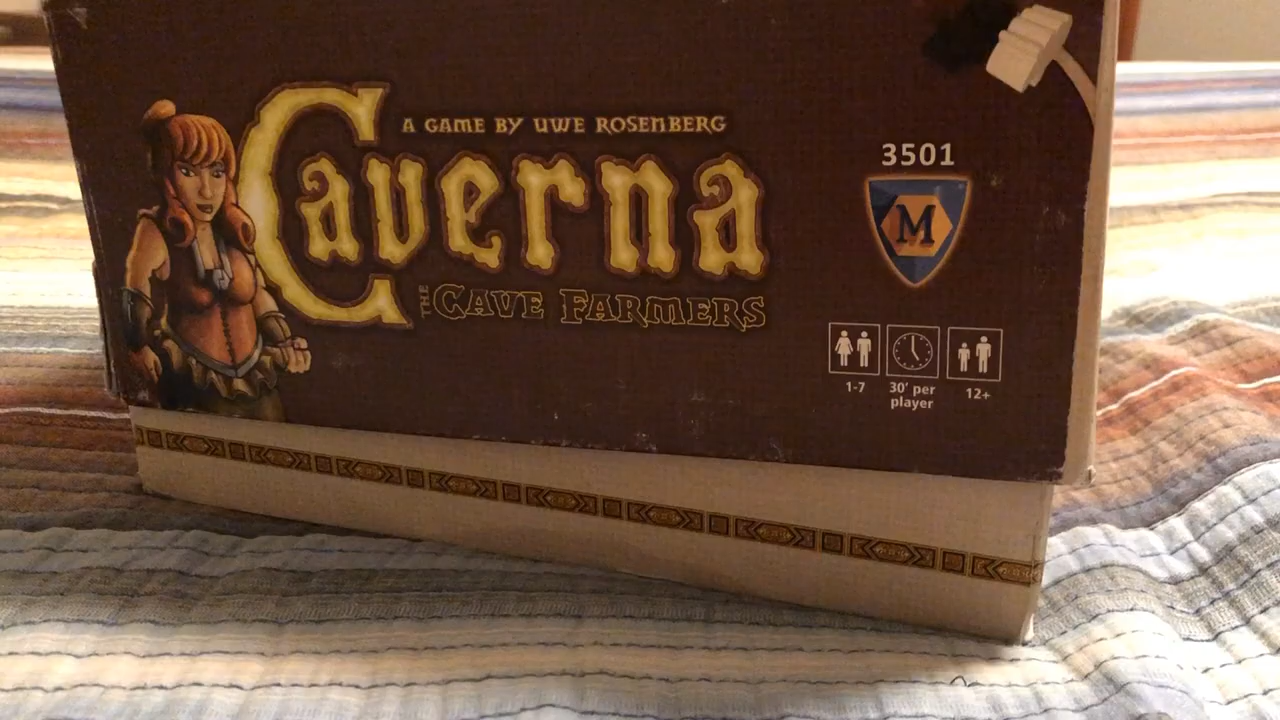 A GAME BY UWE ROSENBERG
Caverna
THE CAVE FARMERS
3501
M
1-7
30' per
player
12+